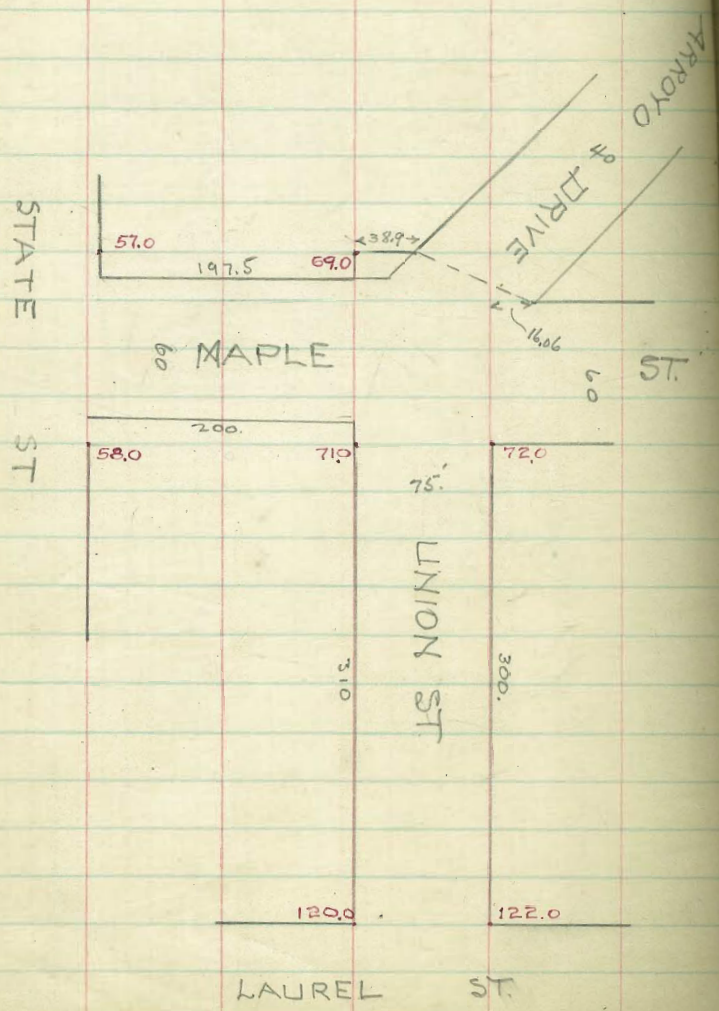 ARROYO
40 DRIVE
STATE ST
57.0
197.5
69.0
38.9
16.06
60 MAPLE
60
ST.
200.
58.0
71.0
72.0
75.'
UNION ST
310
300.
120.0
122.0
LAUREL ST.